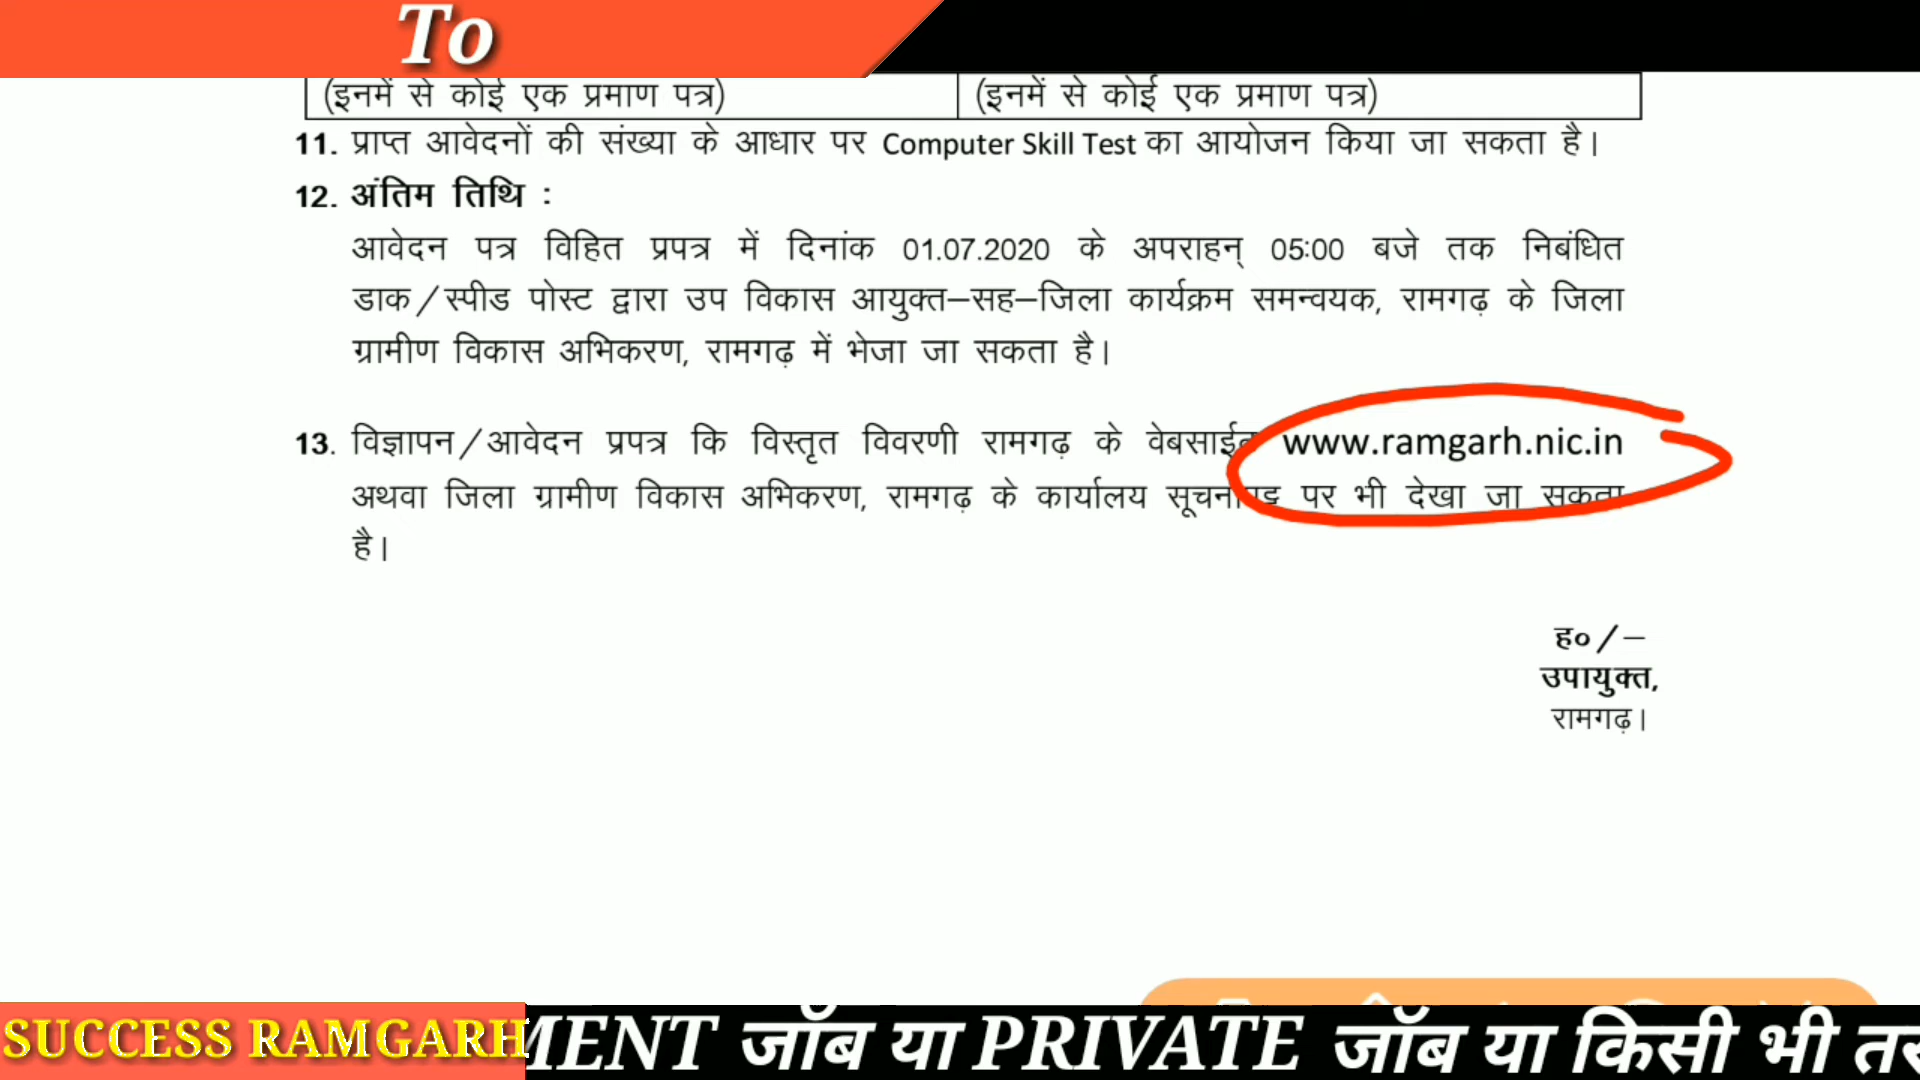 To
(इनमें से कोई एक प्रमाण पत्र) (इनमें से कोई एक प्रमाण पत्र)
11. प्राप्त आवेदनों की संख्या के आधार पर Computer Skill Test का आयोजन किया जा सकता है।
12. अंतिम तिथि :
आवेदन पत्र विहित प्रपत्र में दिनांक 01.07.2020 के अपराहन् 05:00 बजे तक निबंधित
डाक/स्पीड पोस्ट द्वारा उप विकास आयुक्त–सह–जिला कार्यक्रम समन्वयक, रामगढ़ के जिला
ग्रामीण विकास अभिकरण, रामगढ़ में भेजा जा सकता है।
13. विज्ञापन/आवेदन प्रपत्र कि विस्तृत विवरणी रामगढ़ के वेबसाईट www.ramgarh.nic.in
अथवा जिला ग्रामीण विकास अभिकरण, रामगढ़ के कार्यालय सूचनापट्ट पर भी देखा जा सकता
है।
ह०/–
उपायुक्त,
रामगढ़।
SUCCESS RAMGARH MENT जॉब या PRIVATE जॉब या किसी भी